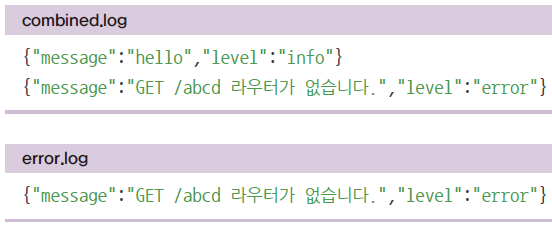 combined.log
{"message":"hello","level":"info"}
{"message":"GET /abcd 라우터가 없습니다.","level":"error"}
error.log
{"message":"GET /abcd 라우터가 없습니다.","level":"error"}